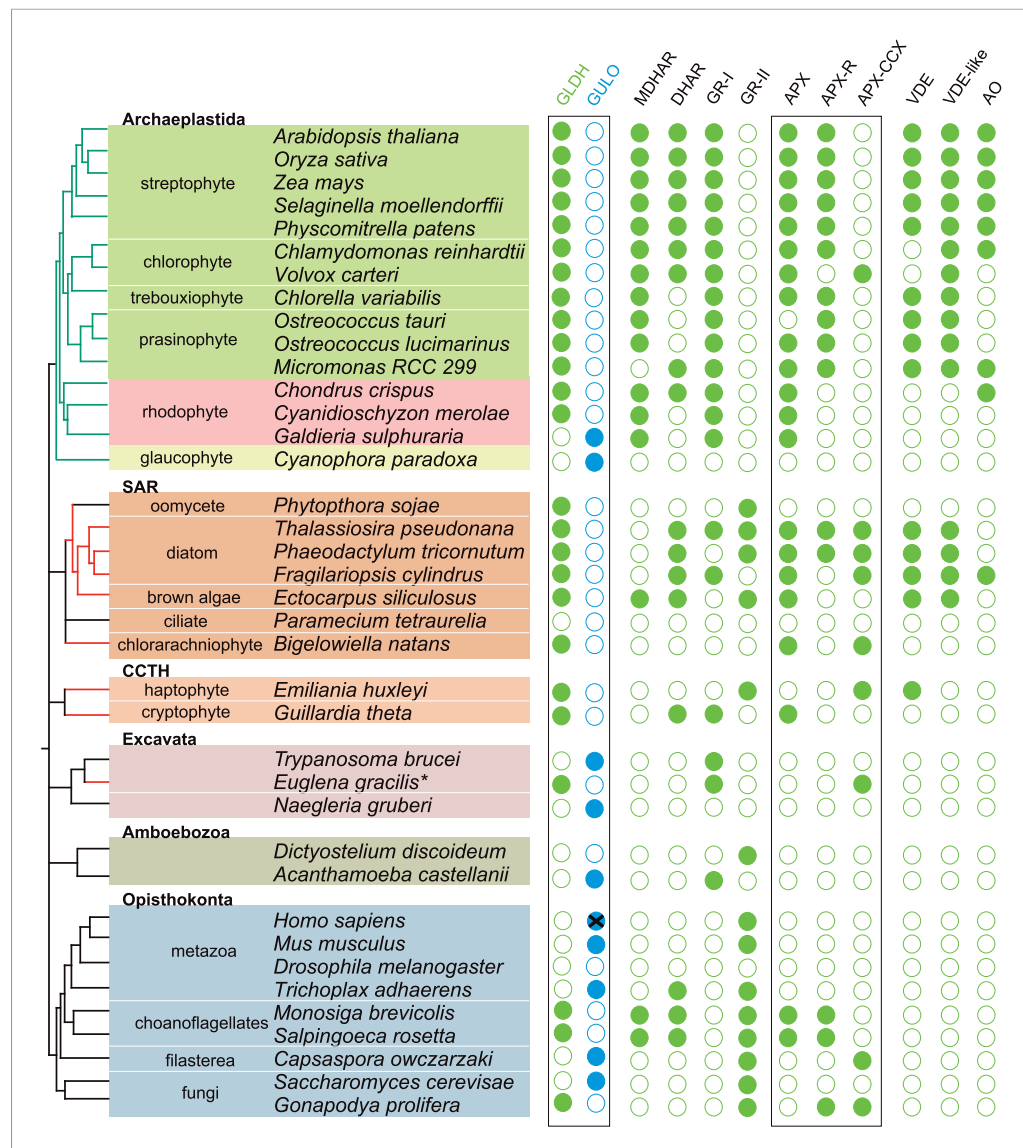 GLDH
GULO
MDHAR
DHAR
GR-I
GR-II
APX
APX-R
APX-CCX
VDE
VDE-like
AO
Archaeplastida
streptophyte
Arabidopsis thaliana
Oryza sativa
Zea mays
Selaginella moellendorffii
Physcomitrella patens
chlorophyte
Chlamydomonas reinhardtii
Volvox carteri
trebouxiophyte
Chlorella variabilis
prasinophyte
Ostreococcus tauri
Ostreococcus lucimarinus
Micromonas RCC 299
rhodophyte
Chondrus crispus
Cyanidioschyzon merolae
Galdieria sulphuraria
glaucophyte
Cyanophora paradoxa
SAR
oomycete
Phytopthora sojae
diatom
Thalassiosira pseudonana
Phaeodactylum tricornutum
Fragilariopsis cylindrus
brown algae
Ectocarpus siliculosus
ciliate
Paramecium tetraurelia
chlorarachniophyte
Bigelowiella natans
CCTH
haptophyte
Emiliania huxleyi
cryptophyte
Guillardia theta
Excavata
Trypanosoma brucei
Euglena gracilis*
Naegleria gruberi
Amboebozoa
Dictyostelium discoideum
Acanthamoeba castellanii
Opisthokonta
metazoa
Homo sapiens
Mus musculus
Drosophila melanogaster
Trichoplax adhaerens
choanoflagellates
Monosiga brevicolis
Salpingoeca rosetta
filasterea
Capsaspora owczarzaki
fungi
Saccharomyces cerevisae
Gonapodya prolifera